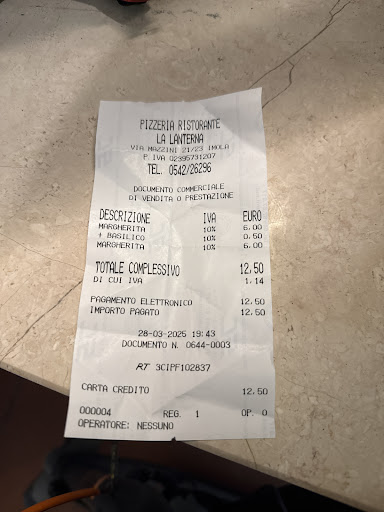 PIZZERIA RISTORANTE
LA LANTERNA
VIA MAZZINI 21/23 IMOLA
P. IVA 02395731207
TEL. 0542/26296
DOCUMENTO COMMERCIALE
DI VENDITA O PRESTAZIONE
DESCRIZIONE IVA EURO
MARGHERITA 10% 6.00
+ BASILICO 10% 0.50
MARGHERITA 10% 6.00
TOTALE COMPLESSIVO 12,50
DI CUI IVA 1.14
PAGAMENTO ELETTRONICO 12.50
IMPORTO PAGATO 12.50
28-03-2025 19:43
DOCUMENTO N. 0644-0003
RT 3CIPF102837
CARTA CREDITO 12,50
000004 REG. 1 OP. 0
OPERATORE: NESSUNO